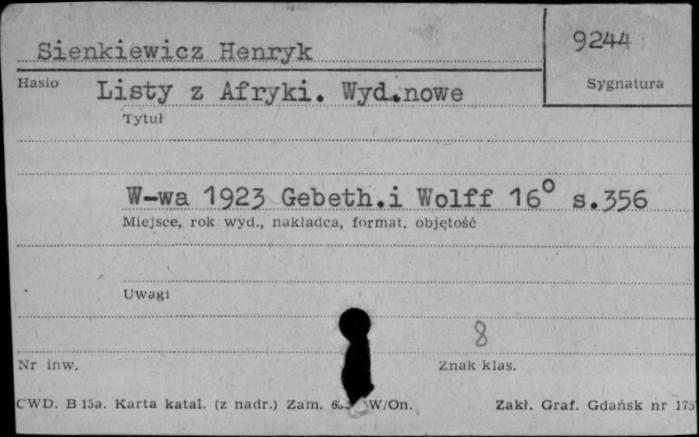 Sienkiewicz Henryk
9244
Hasło
Sygnatura
Listy z Afryki. Wyd.nowe
Tytuł
W-wa 1923 Gebeth.i Wolff 16° s.356
Miejsce, rok wyd., nakładca, format, objętość
Uwagi
8
Nr inw.
Znak klas.
CWD. B 15a. Karta katal. (z nadr.) Zam. W/On.
Zakł. Graf. Gdańsk nr 175